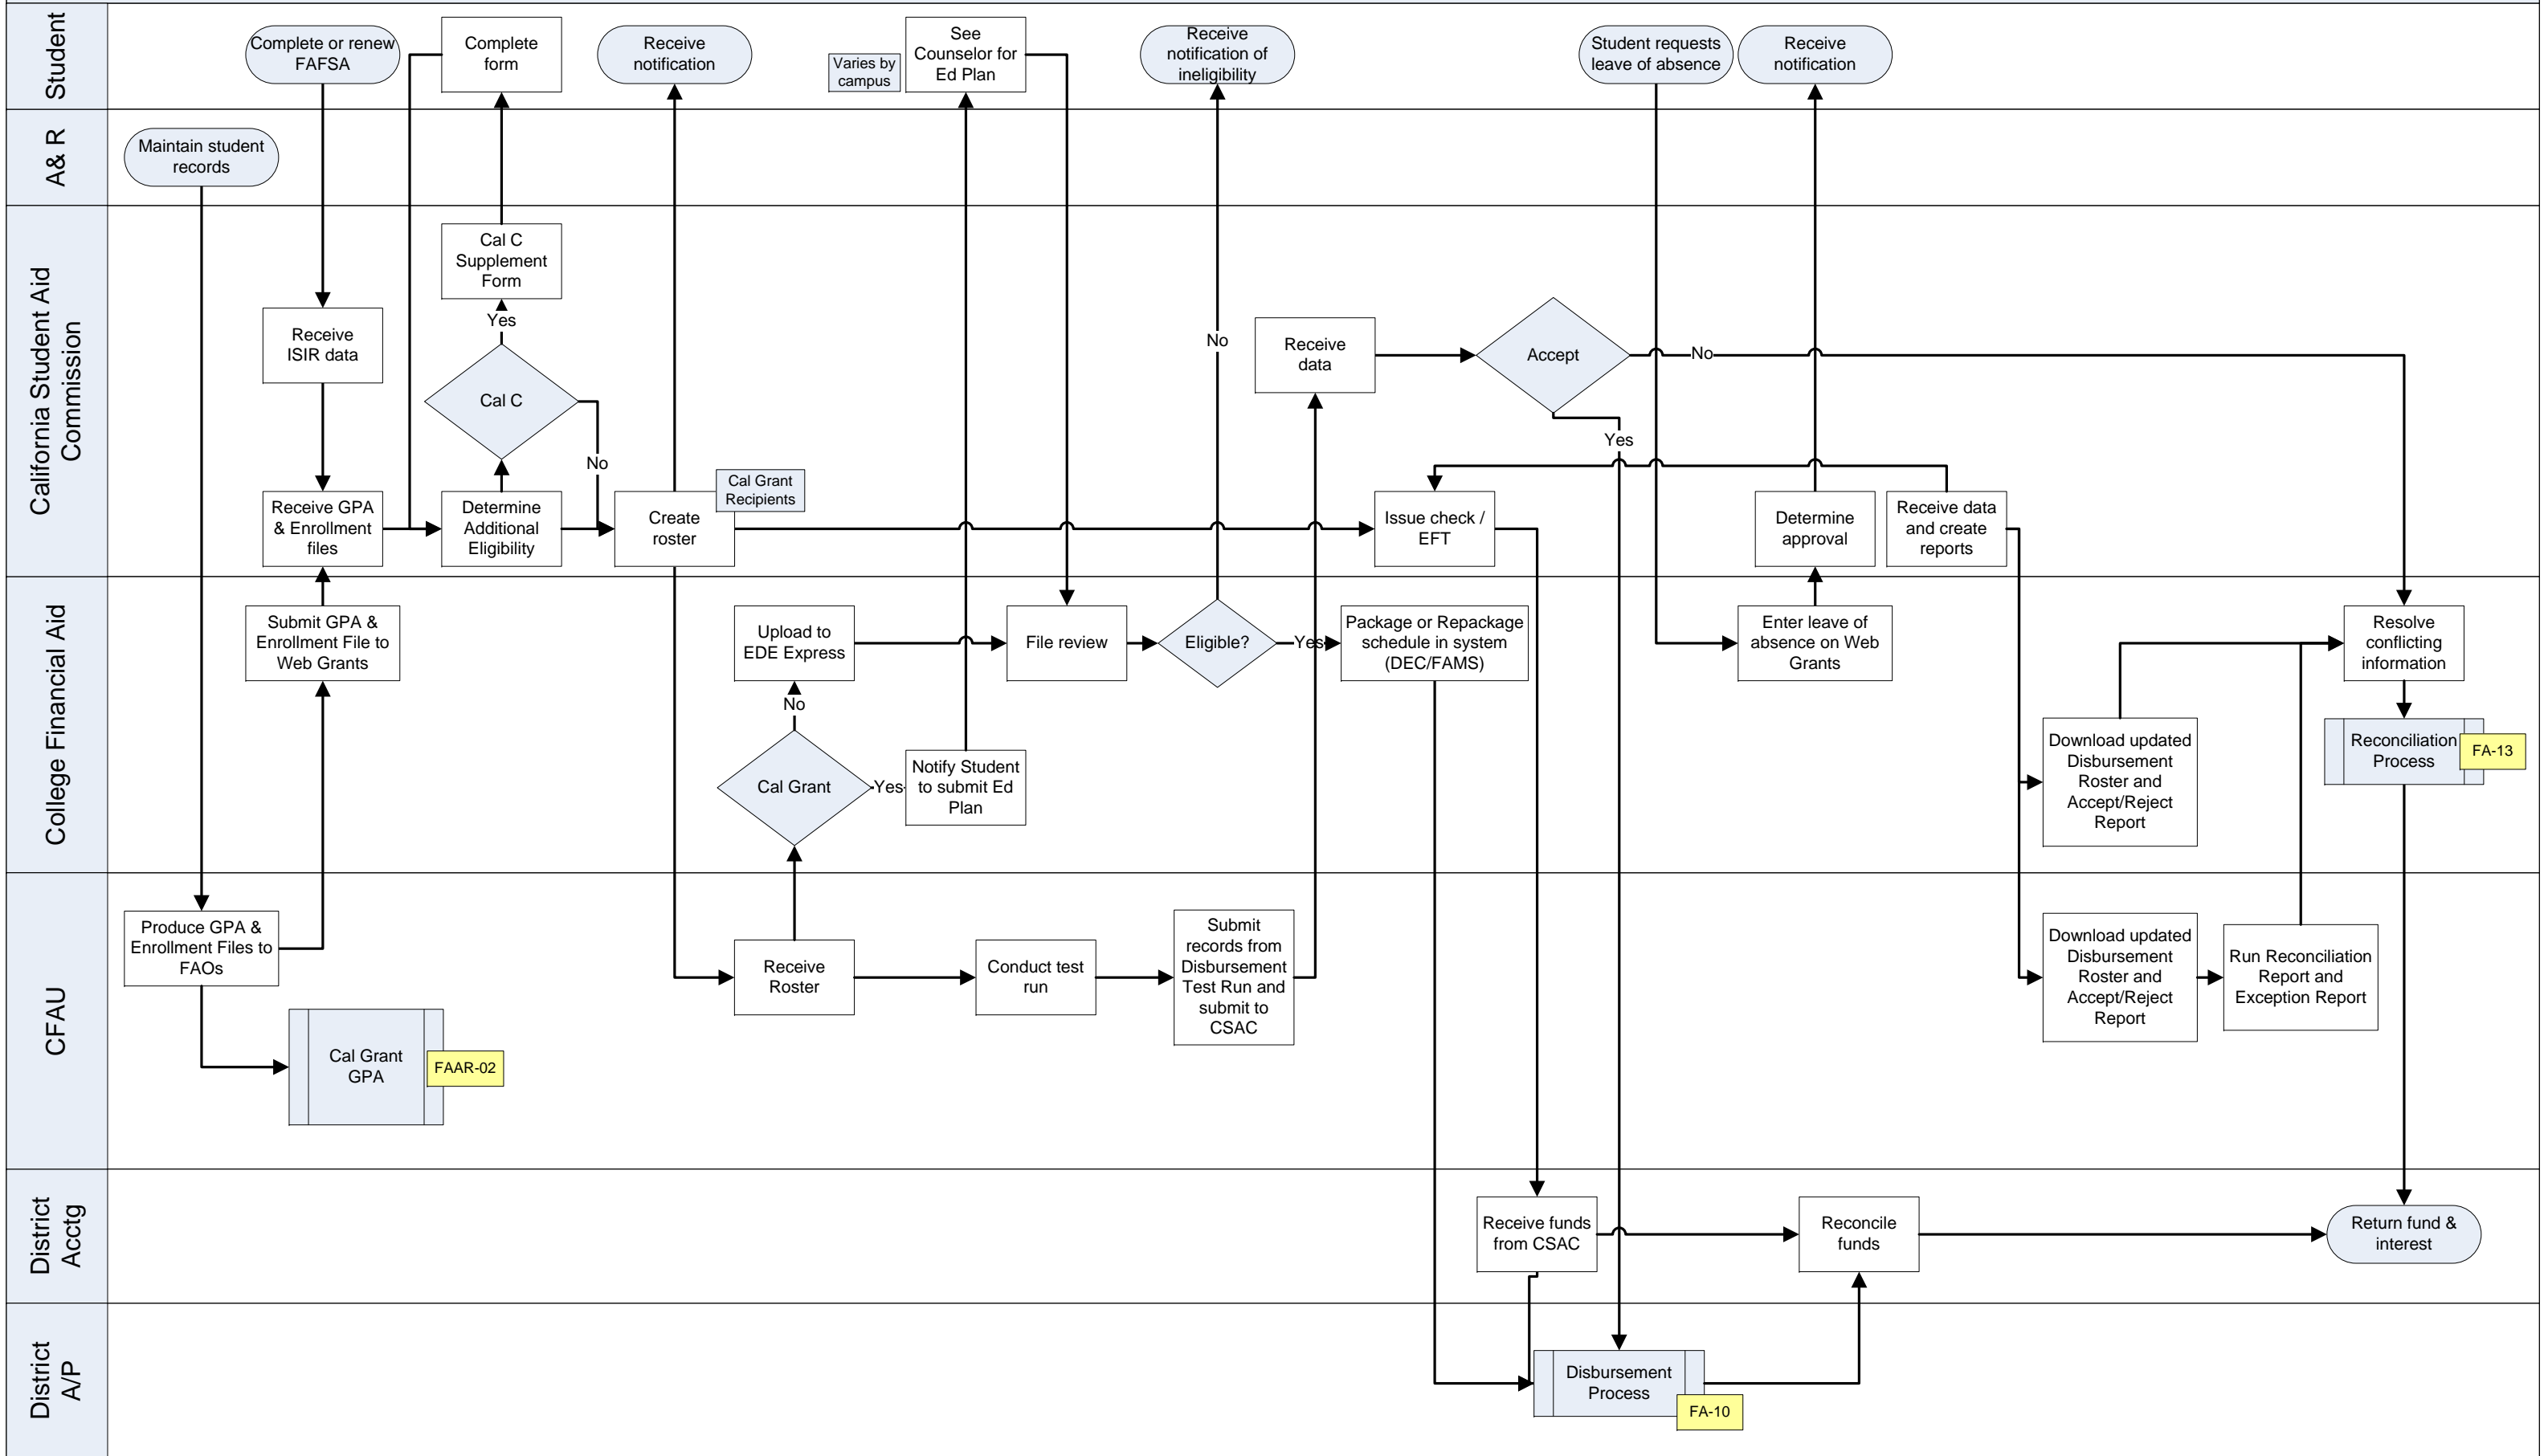 Student
Complete or renew
FAFSA
Complete
form
Receive
notification
Varies by
campus
See
Counselor for
Ed Plan
Receive
notification of
ineligibility
Student requests
leave of absence
Receive
notification
A& R
Maintain student
records
California Student Aid
Commission
Receive
ISIR data
Receive GPA
& Enrollment
files
Cal C
Supplement
Form
Yes
Cal C
No
Determine
Additional
Eligibility
Create
roster
Cal Grant
Recipients
No
Receive
data
Accept
No
Yes
Issue check /
EFT
Determine
approval
Receive data
and create
reports
College Financial Aid
Submit GPA &
Enrollment File to
Web Grants
Upload to
EDE Express
No
Cal Grant
Yes
Notify Student
to submit Ed
Plan
File review
Eligible?
Yes
Package or Repackage
schedule in system
(DEC/FAMS)
Enter leave of
absence on Web
Grants
Download updated
Disbursement
Roster and
Accept/Reject
Report
Resolve
conflicting
information
Reconciliation
Process
FA-13
CFAU
Produce GPA &
Enrollment Files to
FAOs
Cal Grant
GPA
FAAR-02
Receive
Roster
Conduct test
run
Submit
records from
Disbursement
Test Run and
submit to
CSAC
Download updated
Disbursement
Roster and
Accept/Reject
Report
Run Reconciliation
Report and
Exception Report
District
Acctg
Receive funds
from CSAC
Reconcile
funds
Return fund &
interest
District
A/P
Disbursement
Process
FA-10